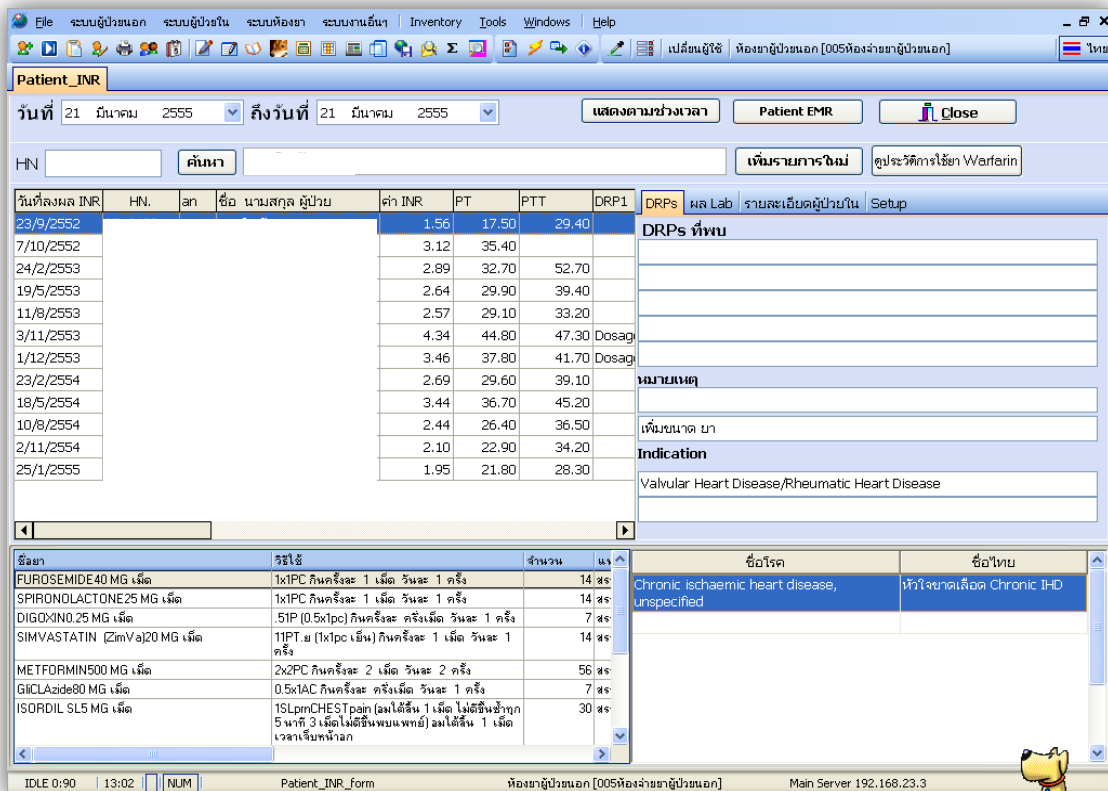 File ระบบผู้ป่วยนอก ระบบผู้ป่วยใน ระบบห้องยา ระบบงานอื่นๆ Inventory Tools Windows Help
เปลี่ยนผู้ใช้ ห้องยาผู้ป่วยนอก [005ห้องจ่ายยาผู้ป่วยนอก] ไทย
Patient_INR
วันที่ 21 มีนาคม 2555 ถึงวันที่ 21 มีนาคม 2555 แสดงตามช่วงเวลา Patient EMR Close
HN ค้นหา เพิ่มรายการใหม่ ดูประวัติการใช้ยา Warfarin
วันที่ลงผล INR HN. an ชื่อ นามสกุล ผู้ป่วย ค่า INR PT PTT DRP1
23/9/2552 1.56 17.50 29.40
7/10/2552 3.12 35.40
24/2/2553 2.89 32.70 52.70
19/5/2553 2.64 29.90 39.40
11/8/2553 2.57 29.10 33.20
3/11/2553 4.34 44.80 47.30 Dosag
1/12/2553 3.46 37.80 41.70 Dosag
23/2/2554 2.69 29.60 39.10
18/5/2554 3.44 36.70 45.20
10/8/2554 2.44 26.40 36.50
2/11/2554 2.10 22.90 34.20
25/1/2555 1.95 21.80 28.30
DRPs ผล Lab รายละเอียดผู้ป่วยใน Setup
DRPs ที่พบ
หมายเหตุ
เพิ่มขนาด ยา
Indication
Valvular Heart Disease/Rheumatic Heart Disease
ชื่อยา วิธีใช้ จำนวน
FUROSEMIDE40 MG เม็ด 1x1PC กินครั้งละ 1 เม็ด วันละ 1 ครั้ง 14
SPIRONOLACTONE25 MG เม็ด 1x1PC กินครั้งละ 1 เม็ด วันละ 1 ครั้ง 14
DIGOXIN0.25 MG เม็ด .51P (0.5x1pc) กินครั้งละ ครึ่งเม็ด วันละ 1 ครั้ง 7
SIMVASTATIN (ZimVa)20 MG เม็ด 11PT.ย (1x1pc เย็น) กินครั้งละ 1 เม็ด วันละ 1 14
ครั้ง
METFORMIN500 MG เม็ด 2x2PC กินครั้งละ 2 เม็ด วันละ 2 ครั้ง 56
GliCLAzide80 MG เม็ด 0.5x1AC กินครั้งละ ครึ่งเม็ด วันละ 1 ครั้ง 7
ISORDIL SL5 MG เม็ด 1SLprnCHESTpain (อมใต้ลิ้น 1 เม็ด ไม่ดีขึ้นซ้ำทุก 30
5 นาที 3 เม็ดไม่ดีขึ้นพบแพทย์) อมใต้ลิ้น 1 เม็ด
เวลาเจ็บหน้าอก
ชื่อโรค ชื่อไทย
Chronic ischaemic heart disease, หัวใจขาดเลือด Chronic IHD
unspecified
IDLE 0:90 13:02 NUM Patient_INR_form ห้องยาผู้ป่วยนอก [005ห้องจ่ายยาผู้ป่วยนอก] Main Server 192.168.23.3